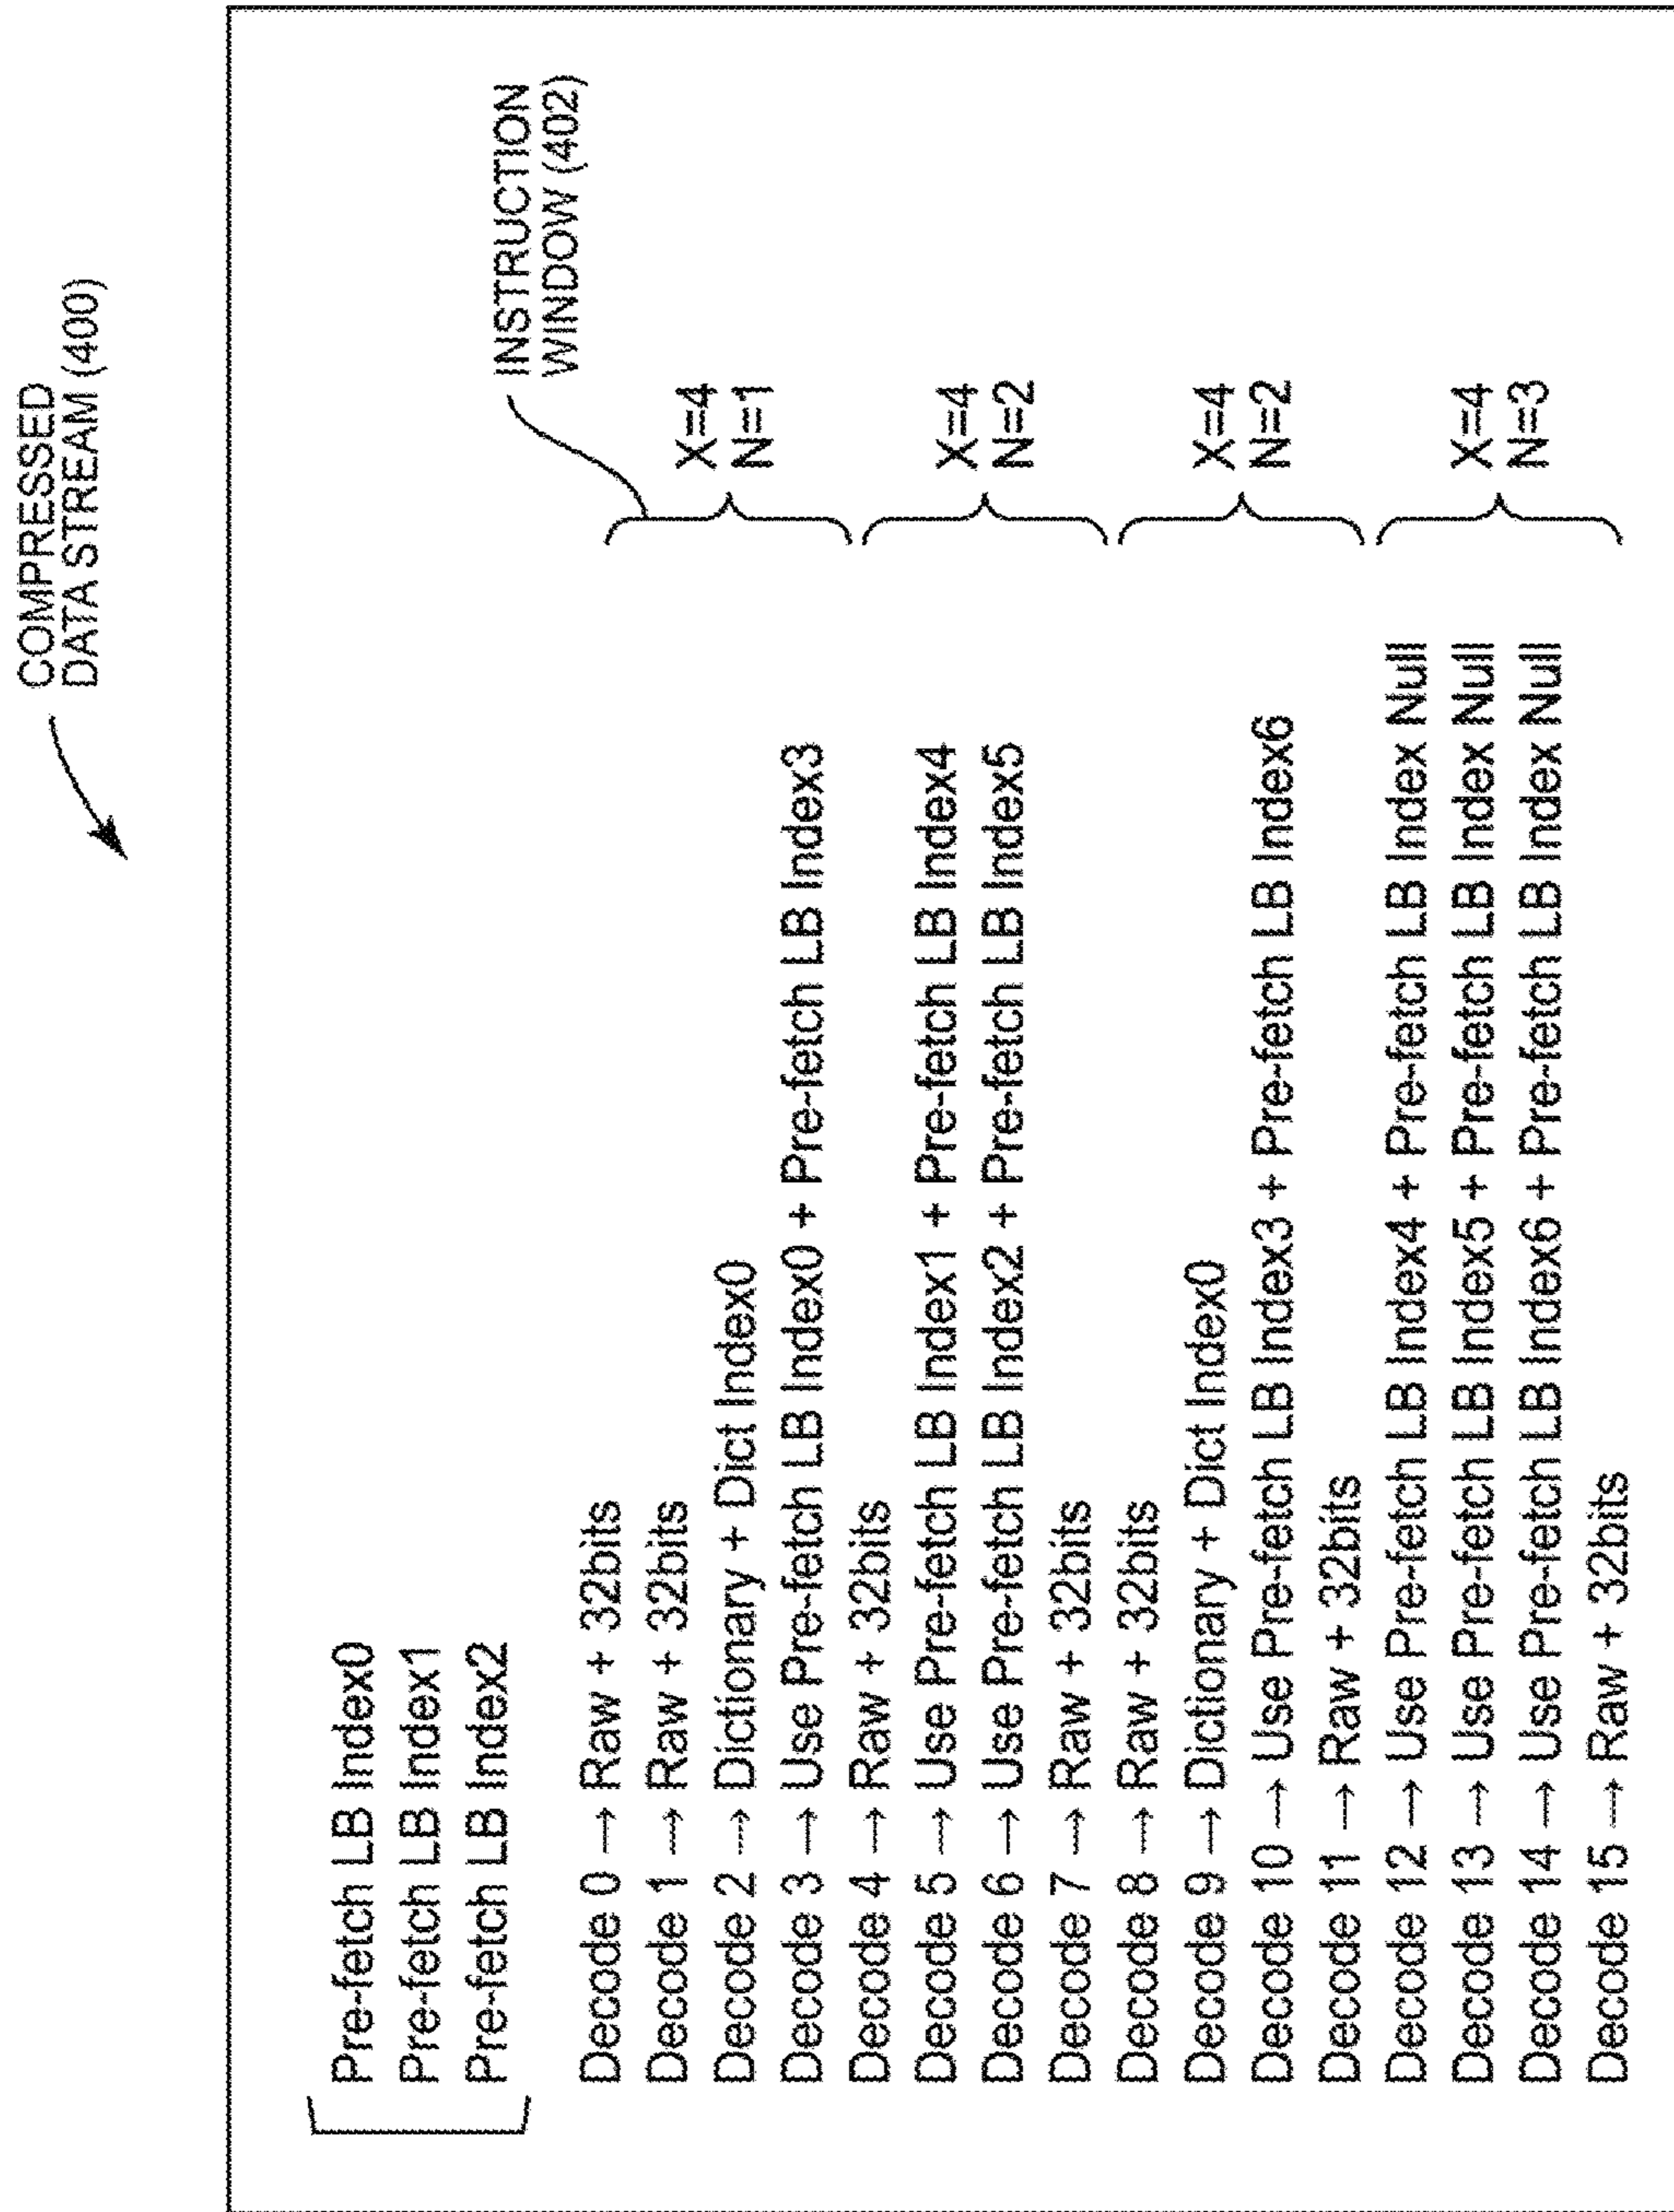 COMPRESSED
DATA STREAM (400)
INSTRUCTION
WINDOW (402)
Pre-fetch LB Index0
Pre-fetch LB Index1
Pre-fetch LB Index2
Decode 0 → Raw + 32bits
Decode 1 → Raw + 32bits
Decode 2 → Dictionary + Dict Index0
Decode 3 → Use Pre-fetch LB Index0 + Pre-fetch LB Index3
X=4
N=1
Decode 4 → Raw + 32bits
Decode 5 → Use Pre-fetch LB Index1 + Pre-fetch LB Index4
Decode 6 → Use Pre-fetch LB Index2 + Pre-fetch LB Index5
Decode 7 → Raw + 32bits
X=4
N=2
Decode 8 → Raw + 32bits
Decode 9 → Dictionary + Dict Index0
Decode 10 → Use Pre-fetch LB Index3 + Pre-fetch LB Index6
Decode 11 → Raw + 32bits
X=4
N=2
Decode 12 → Use Pre-fetch LB Index4 + Pre-fetch LB Index Null
Decode 13 → Use Pre-fetch LB Index5 + Pre-fetch LB Index Null
Decode 14 → Use Pre-fetch LB Index6 + Pre-fetch LB Index Null
Decode 15 → Raw + 32bits
X=4
N=3